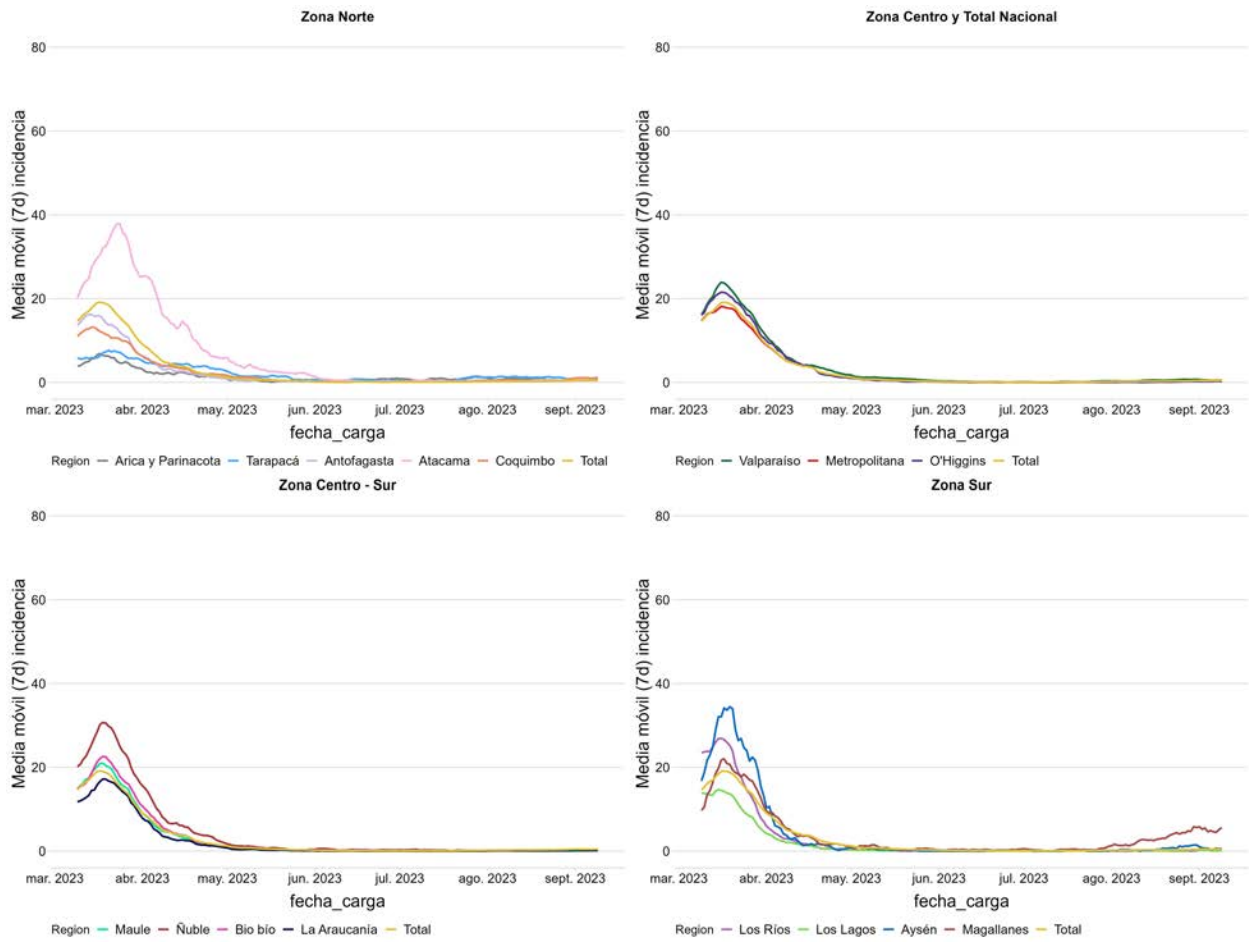 Zona Norte
Media móvil (7d) incidencia
80
60
40
20
0
mar. 2023 abr. 2023 may. 2023 jun. 2023 jul. 2023 ago. 2023 sept. 2023
fecha_carga
Region Arica y Parinacota Tarapacá Antofagasta Atacama Coquimbo Total
Zona Centro y Total Nacional
Media móvil (7d) incidencia
80
60
40
20
0
mar. 2023 abr. 2023 may. 2023 jun. 2023 jul. 2023 ago. 2023 sept. 2023
fecha_carga
Region Valparaíso Metropolitana O'Higgins Total
Zona Centro - Sur
Media móvil (7d) incidencia
80
60
40
20
0
mar. 2023 abr. 2023 may. 2023 jun. 2023 jul. 2023 ago. 2023 sept. 2023
fecha_carga
Region Maule Ñuble Bio bío La Araucanía Total
Zona Sur
Media móvil (7d) incidencia
80
60
40
20
0
mar. 2023 abr. 2023 may. 2023 jun. 2023 jul. 2023 ago. 2023 sept. 2023
fecha_carga
Region Los Ríos Los Lagos Aysén Magallanes Total